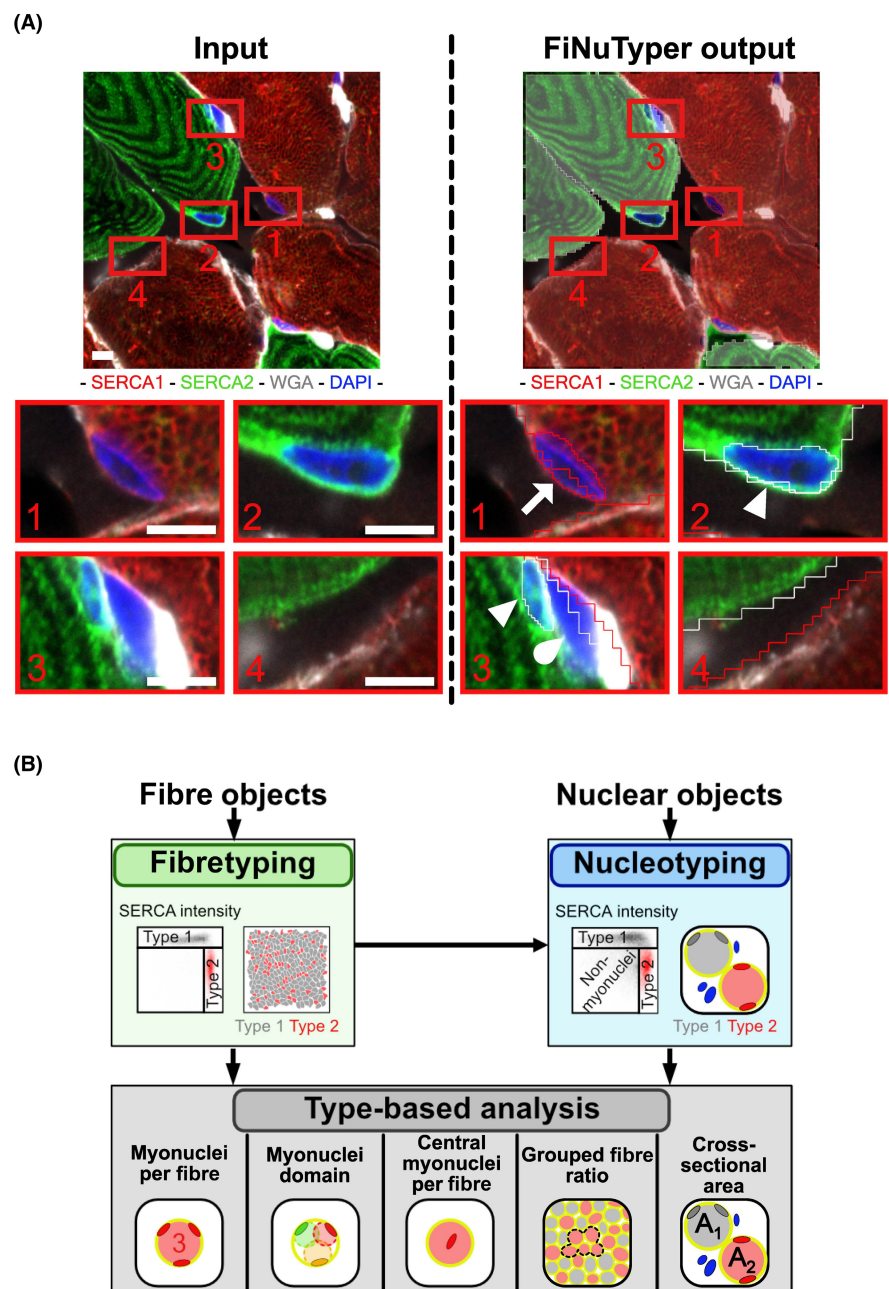 (A)
Input
FiNuTyper output
3
2
1
4
3
2
1
4
- SERCA1 - SERCA2 - WGA - DAPI -
- SERCA1 - SERCA2 - WGA - DAPI -
1
2
1
2
3
4
3
4
(B)
Fibre objects
Nuclear objects
Fibretyping
Nucleotyping
SERCA intensity
Type 1
Type 2
Type 1 Type 2
SERCA intensity
Type 1
Non-
myonuclei
Type 2
Type 1 Type 2
Type-based analysis
Myonuclei
per fibre
Myonuclei
domain
Central
myonuclei
per fibre
Grouped fibre
ratio
Cross-
sectional
area
3
A1
A2